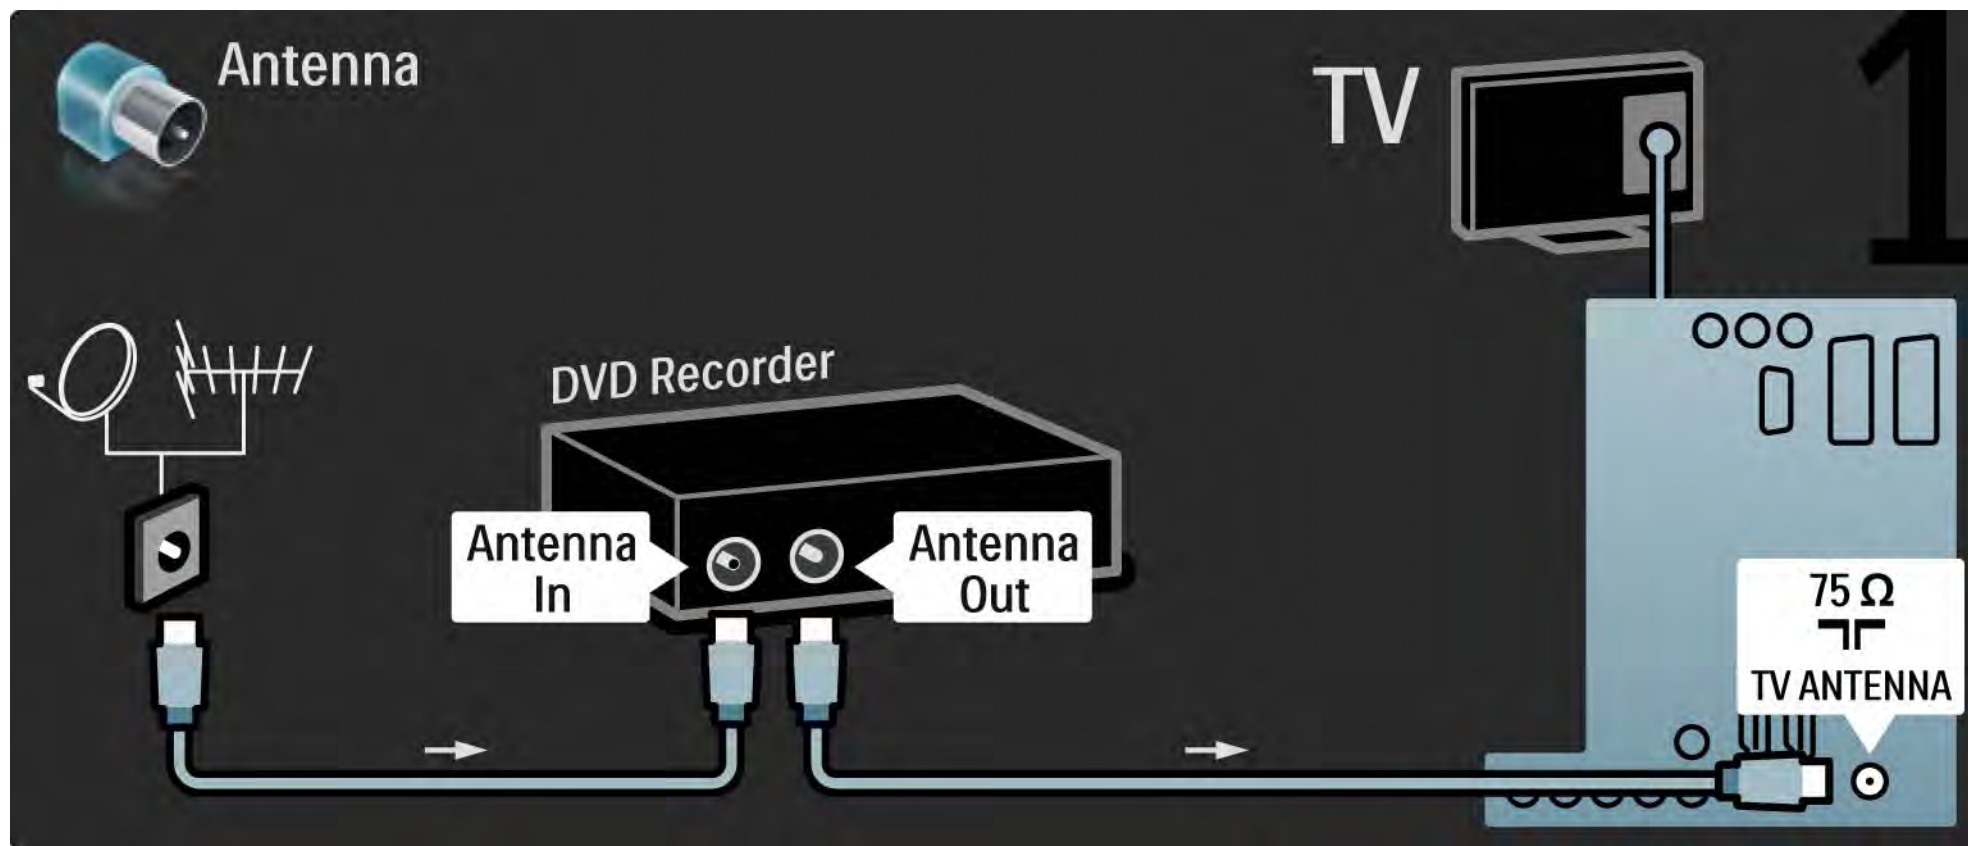 Antenna
TV
1
DVD Recorder
Antenna
In
Antenna
Out
75 Ω
TV ANTENNA